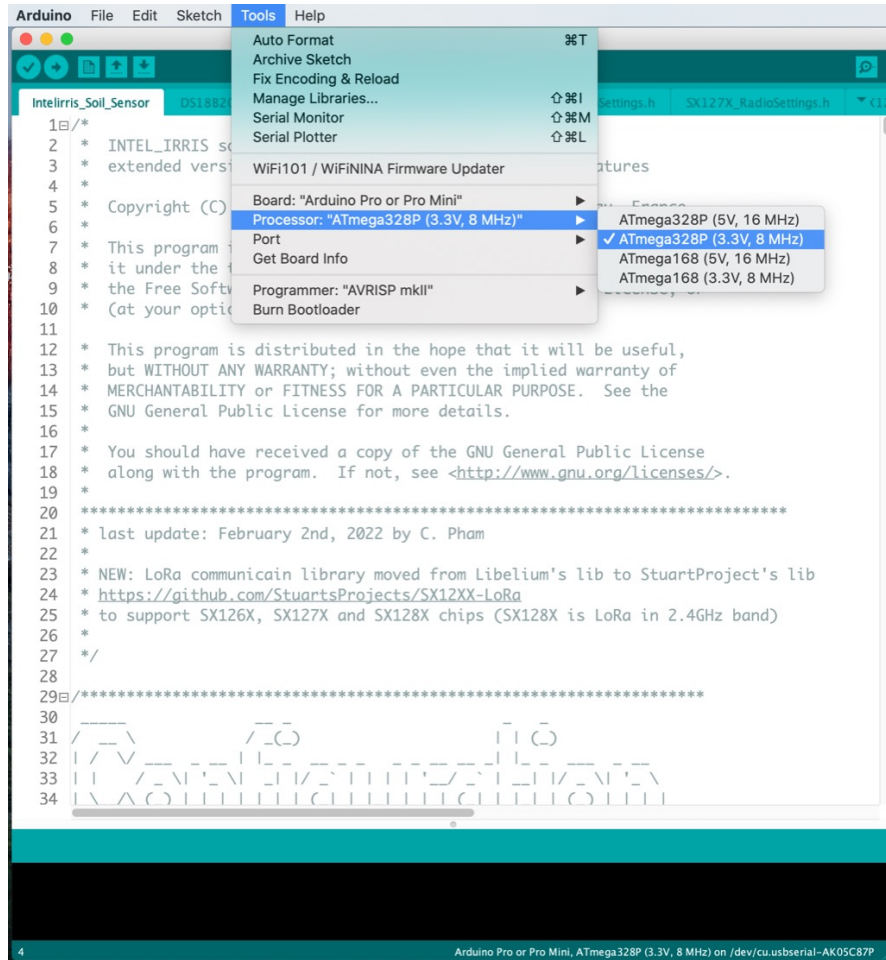 Arduino File Edit Sketch Tools Help
Auto Format ⌘T
Archive Sketch
Fix Encoding & Reload
Manage Libraries... ⇧⌘I
Serial Monitor ⇧⌘M
Serial Plotter ⇧⌘L
WiFi101 / WiFiNINA Firmware Updater
Board: "Arduino Pro or Pro Mini" ▶
Processor: "ATmega328P (3.3V, 8 MHz)" ▶
Port ▶
Get Board Info
Programmer: "AVRISP mkII" ▶
Burn Bootloader
ATmega328P (5V, 16 MHz)
✓ ATmega328P (3.3V, 8 MHz)
ATmega168 (5V, 16 MHz)
ATmega168 (3.3V, 8 MHz)
Intelirris_Soil_Sensor DS1882 Settings.h SX127X_RadioSettings.h
1 /*
2 * INTEL_IRRIS so
3 * extended versi atures
4 *
5 * Copyright (C)
6 *
7 * This program i
8 * it under the t
9 * the Free Softw
10 * (at your optio
11
12 * This program is distributed in the hope that it will be useful,
13 * but WITHOUT ANY WARRANTY; without even the implied warranty of
14 * MERCHANTABILITY or FITNESS FOR A PARTICULAR PURPOSE. See the
15 * GNU General Public License for more details.
16 *
17 * You should have received a copy of the GNU General Public License
18 * along with the program. If not, see <http://www.gnu.org/licenses/>.
19 *
20 *****************************************************************************
21 * last update: February 2nd, 2022 by C. Pham
22 *
23 * NEW: LoRa communicain library moved from Libelium's lib to StuartProject's lib
24 * https://github.com/StuartsProjects/SX12XX-LoRa
25 * to support SX126X, SX127X and SX128X chips (SX128X is LoRa in 2.4GHz band)
26 *
27 */
28
29 /********************************************************************
30
31
32
33
34
4 Arduino Pro or Pro Mini, ATmega328P (3.3V, 8 MHz) on /dev/cu.usbserial-AK05C87P